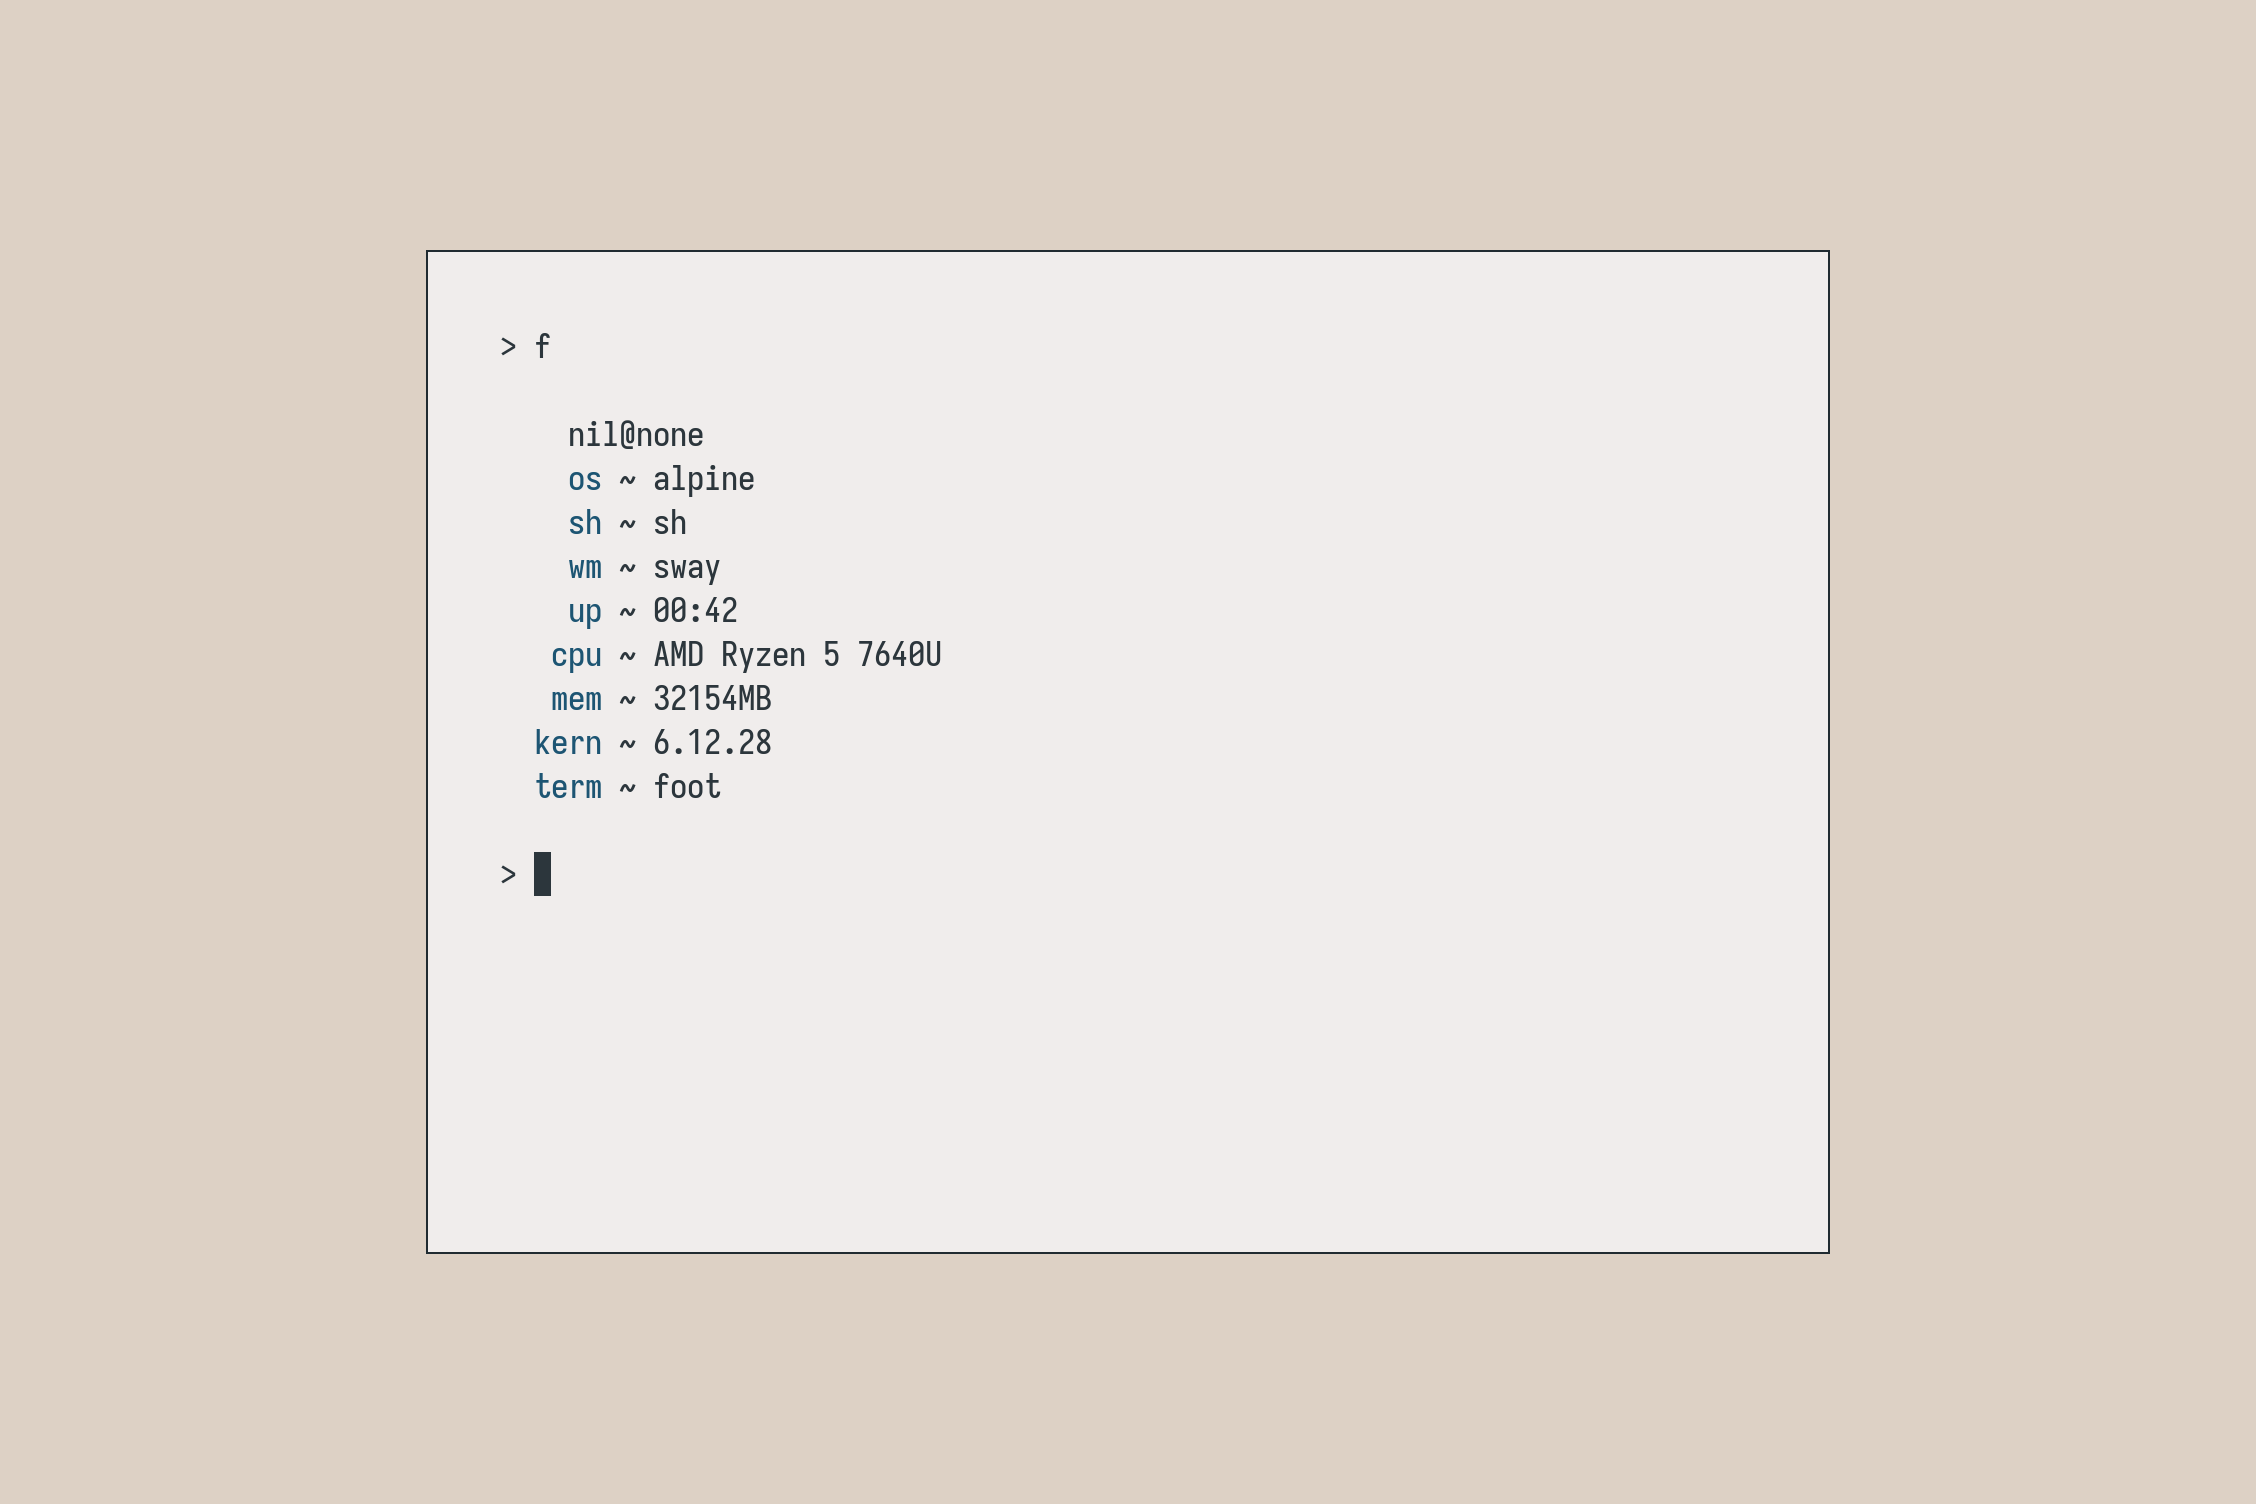 > f
nil@none
os ~ alpine
sh ~ sh
wm ~ sway
up ~ 00:42
cpu ~ AMD Ryzen 5 7640U
mem ~ 32154MB
kern ~ 6.12.28
term ~ foot
>